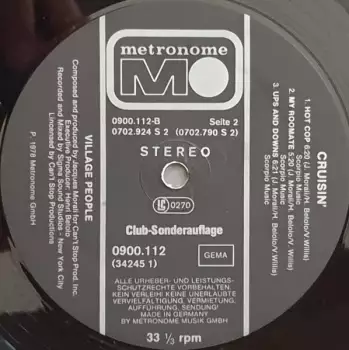 metronome
MO
0900.112-B
Seite 2
0702.924 S 2 (0702.790 S 2)
STEREO
LC 0270
Club-Sonderauflage
0900.112
(34245 1)
GEMA
ALLE URHEBER- UND LEISTUNGS-
SCHUTZRECHTE VORBEHALTEN.
KEIN VERLEIH! KEINE UNERLAUBTE
VERVIELFÄLTIGUNG, VERMIETUNG,
AUFFÜHRUNG, SENDUNG!
MADE IN GERMANY
BY METRONOME MUSIK GMBH
33 ⅓ rpm
CRUISIN'
1. HOT COP 6:20 (J. Morali/H. Belolo/V. Willis)
Scorpio Music
2. MY ROOMATE 5:20 (J. Morali/H. Belolo/V. Willis)
Scorpio Music
3. UPS AND DOWNS 6:21 (J. Morali/H. Belolo/V. Willis)
Scorpio Music
VILLAGE PEOPLE
Composed and produced by Jacques Morali for Can't Stop Prod. Inc.
Executive Producer: Henri Belolo
Recorded and Mixed by Sigma Sound Studios - New York City
Lincensed by Can't Stop Productions
P. 1978 Metronome GmbH